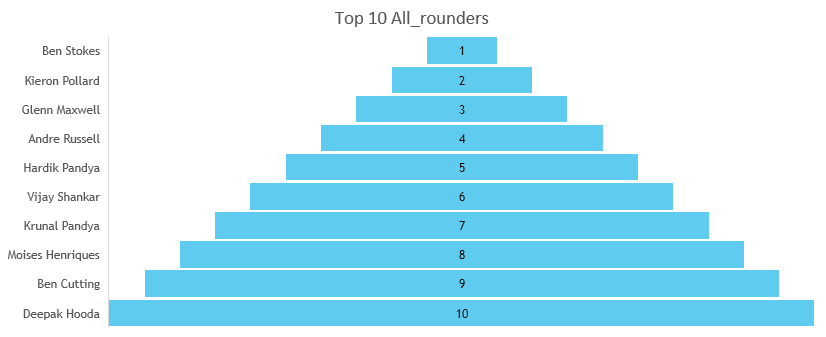 Top 10 All_rounders
Ben Stokes 1
Kieron Pollard 2
Glenn Maxwell 3
Andre Russell 4
Hardik Pandya 5
Vijay Shankar 6
Krunal Pandya 7
Moises Henriques 8
Ben Cutting 9
Deepak Hooda 10